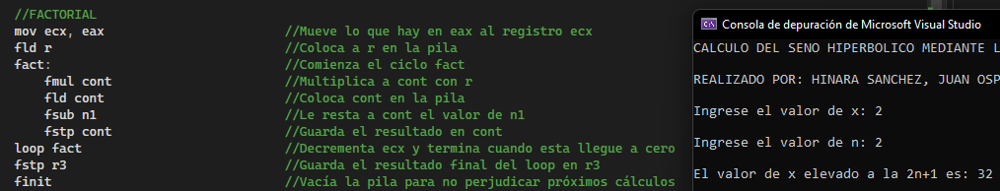 //FACTORIAL
mov ecx, eax //Mueve lo que hay en eax al registro ecx
fld r //Coloca a r en la pila
fact: //Comienza el ciclo fact
fmul cont //Multiplica a cont con r
fld cont //Coloca cont en la pila
fsub n1 //Le resta a cont el valor de n1
fstp cont //Guarda el resultado en cont
loop fact //Decrementa ecx y termina cuando esta llegue a cero
fstp r3 //Guarda el resultado final del loop en r3
finit //Vacía la pila para no perjudicar próximos cálculos
Consola de depuración de Microsoft Visual Studio
CALCULO DEL SENO HIPERBOLICO MEDIANTE L
REALIZADO POR: HINARA SANCHEZ, JUAN OSP
Ingrese el valor de x: 2
Ingrese el valor de n: 2
El valor de x elevado a la 2n+1 es: 32